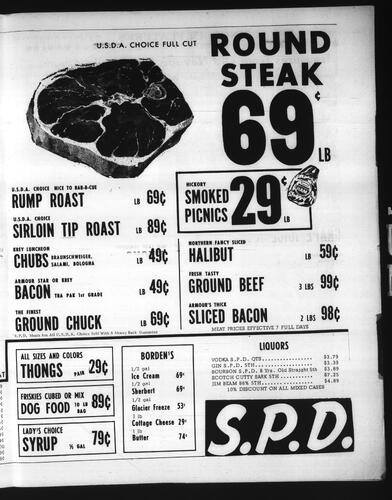 U.S.D.A. CHOICE FULL CUT
ROUND
STEAK
69¢
LB
U.S.D.A. CHOICE NICE TO BAR-B-CUE
RUMP ROAST LB 69¢
U.S.D.A. CHOICE
SIRLOIN TIP ROAST LB 89¢
KREY LUNCHEON
CHUBS BRAUNSCHWEIGER, SALAMI, BOLOGNA LB 49¢
ARMOUR STAR OR KREY
BACON TRA PAK 1st GRADE LB 49¢
THE FINEST
GROUND CHUCK LB 69¢
HICKORY
SMOKED
PICNICS 29¢ LB
NORTHERN FANCY SLICED
HALIBUT LB 59¢
FRESH TASTY
GROUND BEEF 3 LBS 99¢
ARMOUR'S THICK
SLICED BACON 2 LBS 98¢
MEAT PRICES EFFECTIVE 7 FULL DAYS
ALL SIZES AND COLORS
THONGS PAIR 29¢
FRISKIES CUBED OR MIX
DOG FOOD 10 LB BAG 89¢
LADY'S CHOICE
SYRUP ½ GAL 79¢
BORDEN'S
1/2 gal
Ice Cream 69¢
1/2 gal
Sherbert 69¢
1/2 gal
Glacier Freeze 53¢
1 lb
Cottage Cheese 29¢
1 lb
Butter 74¢
LIQUORS
VODKA S.P.D. QTS. $3.79
GIN S.P.D. 5TH $3.39
BOURBON S.P.D. 8 Yrs. Old Straight 5th $3.89
SCOTCH CUTTY SARK 5TH $7.25
JIM BEAM 86% 5TH $4.89
10% DISCOUNT ON ALL MIXED CASES
S.P.D.